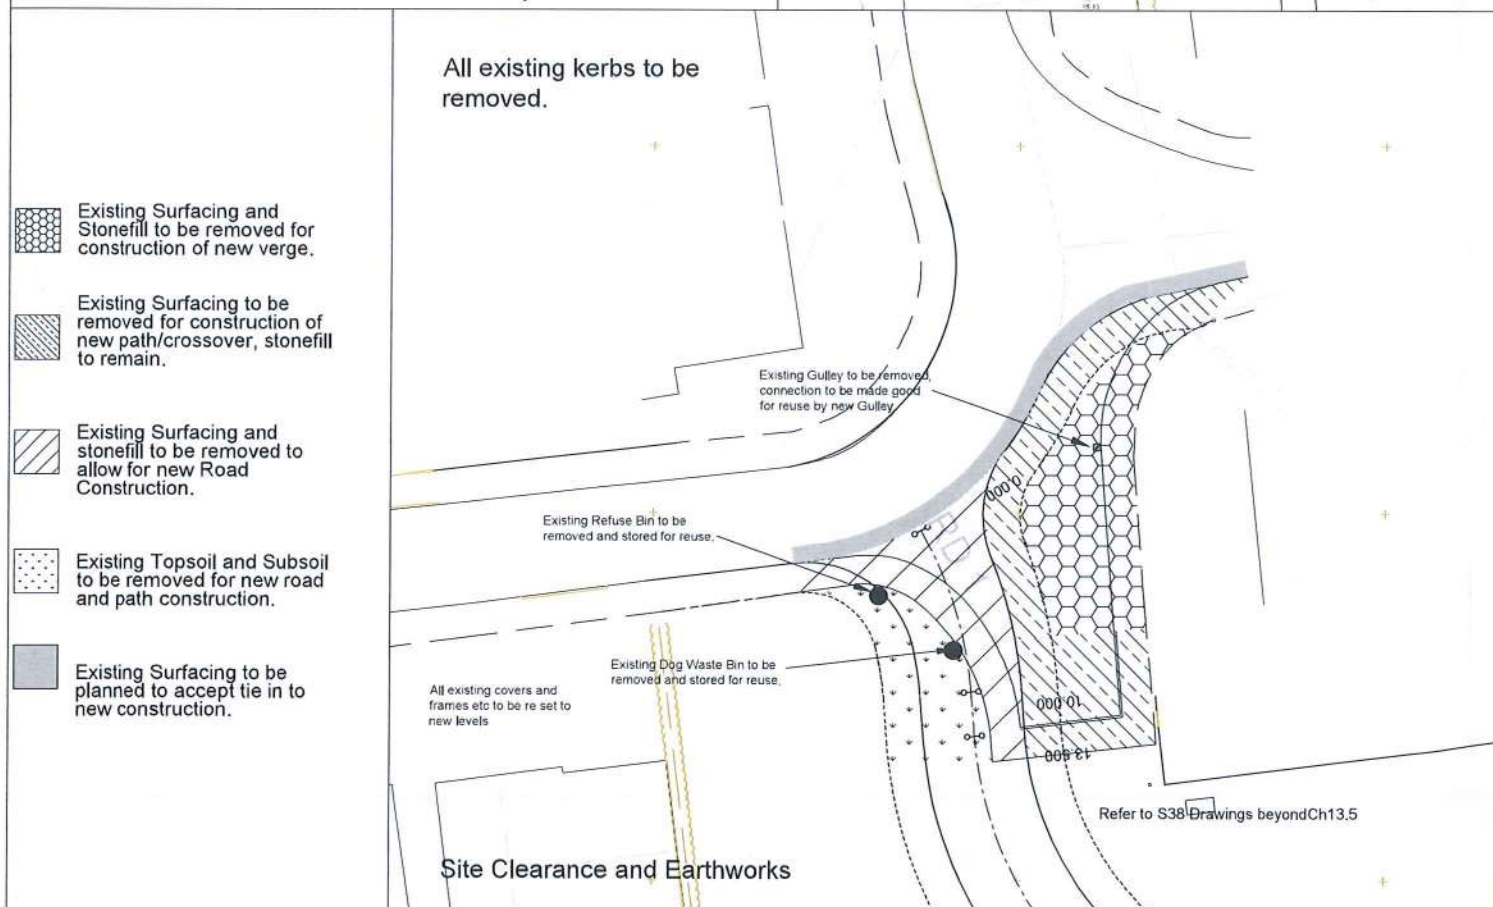 All existing kerbs to be
removed.
Existing Surfacing and
Stonefill to be removed for
construction of new verge.
Existing Surfacing to be
removed for construction of
new path/crossover, stonefill
to remain.
Existing Surfacing and
stonefill to be removed to
allow for new Road
Construction.
Existing Topsoil and Subsoil
to be removed for new road
and path construction.
Existing Surfacing to be
planned to accept tie in to
new construction.
Existing Gulley to be removed,
connection to be made good
for reuse by new Gulley
0.000
Existing Refuse Bin to be
removed and stored for reuse.
Existing Dog Waste Bin to be
removed and stored for reuse.
All existing covers and
frames etc to be re set to
new levels
10.000
13.500
Refer to S38 Drawings beyondCh13.5
Site Clearance and Earthworks